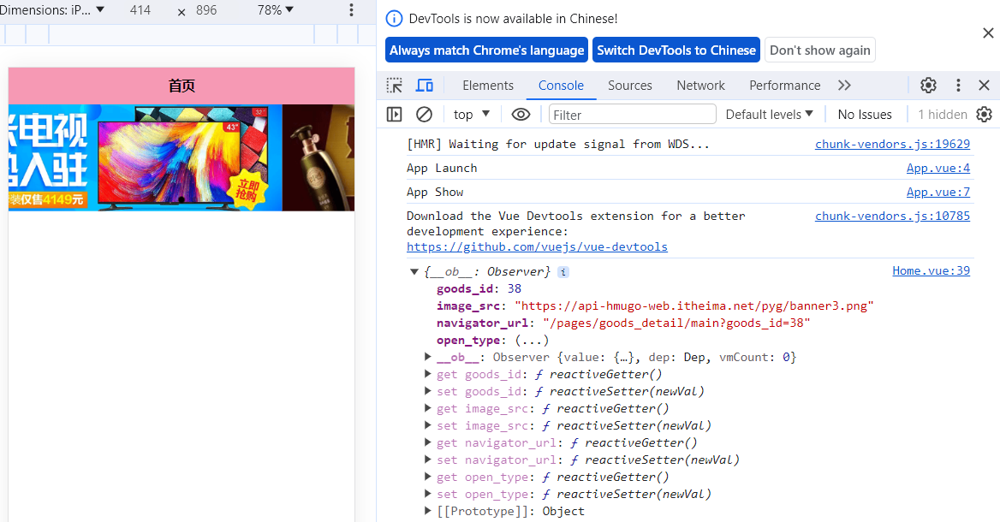 Dimensions: iP... ▼ 414 × 896 78% ▼
首页
米电视
码入驻
装仅售4149元
43"
32"
立即
抢购
DevTools is now available in Chinese!
Always match Chrome's language Switch DevTools to Chinese Don't show again
Elements Console Sources Network Performance
top ▼ Filter Default levels ▼ No Issues 1 hidden
[HMR] Waiting for update signal from WDS... chunk-vendors.js:19629
App Launch App.vue:4
App Show App.vue:7
Download the Vue Devtools extension for a better chunk-vendors.js:10785
development experience:
https://github.com/vuejs/vue-devtools
▼ {__ob__: Observer} i Home.vue:39
goods_id: 38
image_src: "https://api-hmugo-web.itheima.net/pyg/banner3.png"
navigator_url: "/pages/goods_detail/main?goods_id=38"
open_type: (...)
▶ __ob__: Observer {value: {…}, dep: Dep, vmCount: 0}
▶ get goods_id: ƒ reactiveGetter()
▶ set goods_id: ƒ reactiveSetter(newVal)
▶ get image_src: ƒ reactiveGetter()
▶ set image_src: ƒ reactiveSetter(newVal)
▶ get navigator_url: ƒ reactiveGetter()
▶ set navigator_url: ƒ reactiveSetter(newVal)
▶ get open_type: ƒ reactiveGetter()
▶ set open_type: ƒ reactiveSetter(newVal)
▶ [[Prototype]]: Object